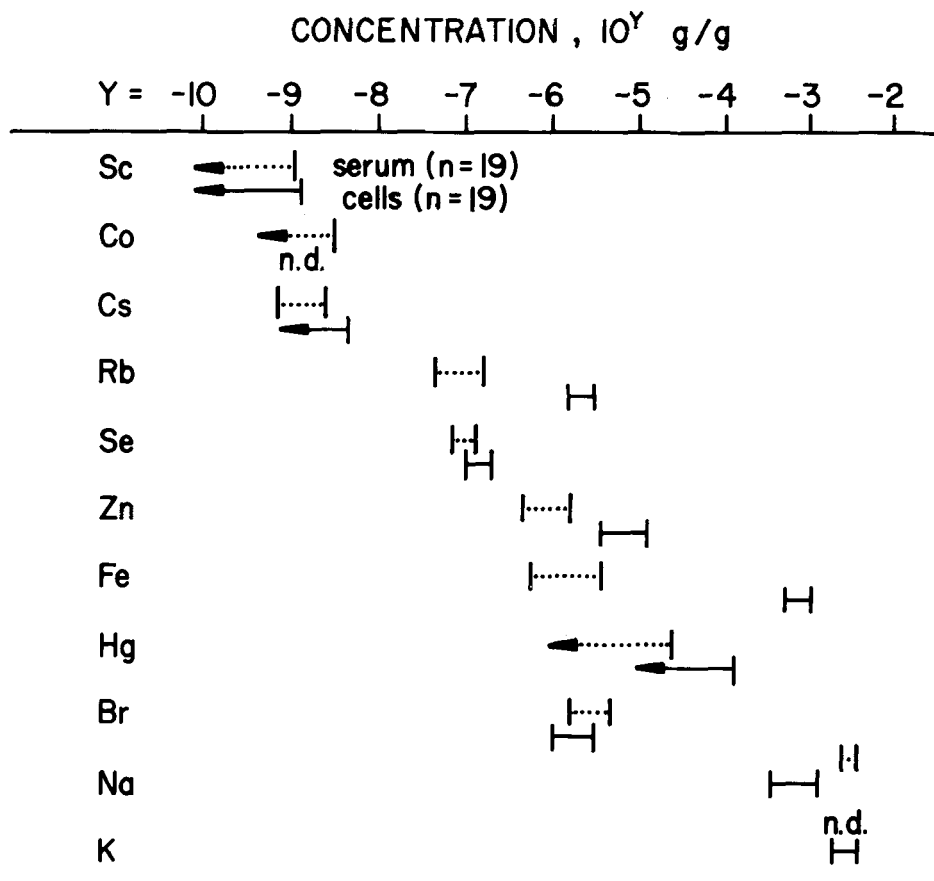 CONCENTRATION , 10^Y g/g
Y = -10 -9 -8 -7 -6 -5 -4 -3 -2
Sc serum (n=19)
cells (n=19)
Co
n.d.
Cs
Rb
Se
Zn
Fe
Hg
Br
Na
n.d.
K